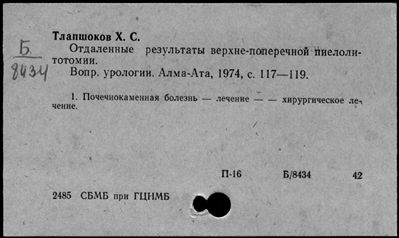 Тлапшоков Х. С.
Б
8434
Отдаленные результаты верхне-поперечной пиелоли-
тотомии.
Вопр. урологии. Алма-Ата, 1974, с. 117—119.
1. Почечнокаменная болезнь — лечение — — хирургическое ле-
чение.
П-16 Б/8434 42
2485 СБМБ при ГЦНМБ